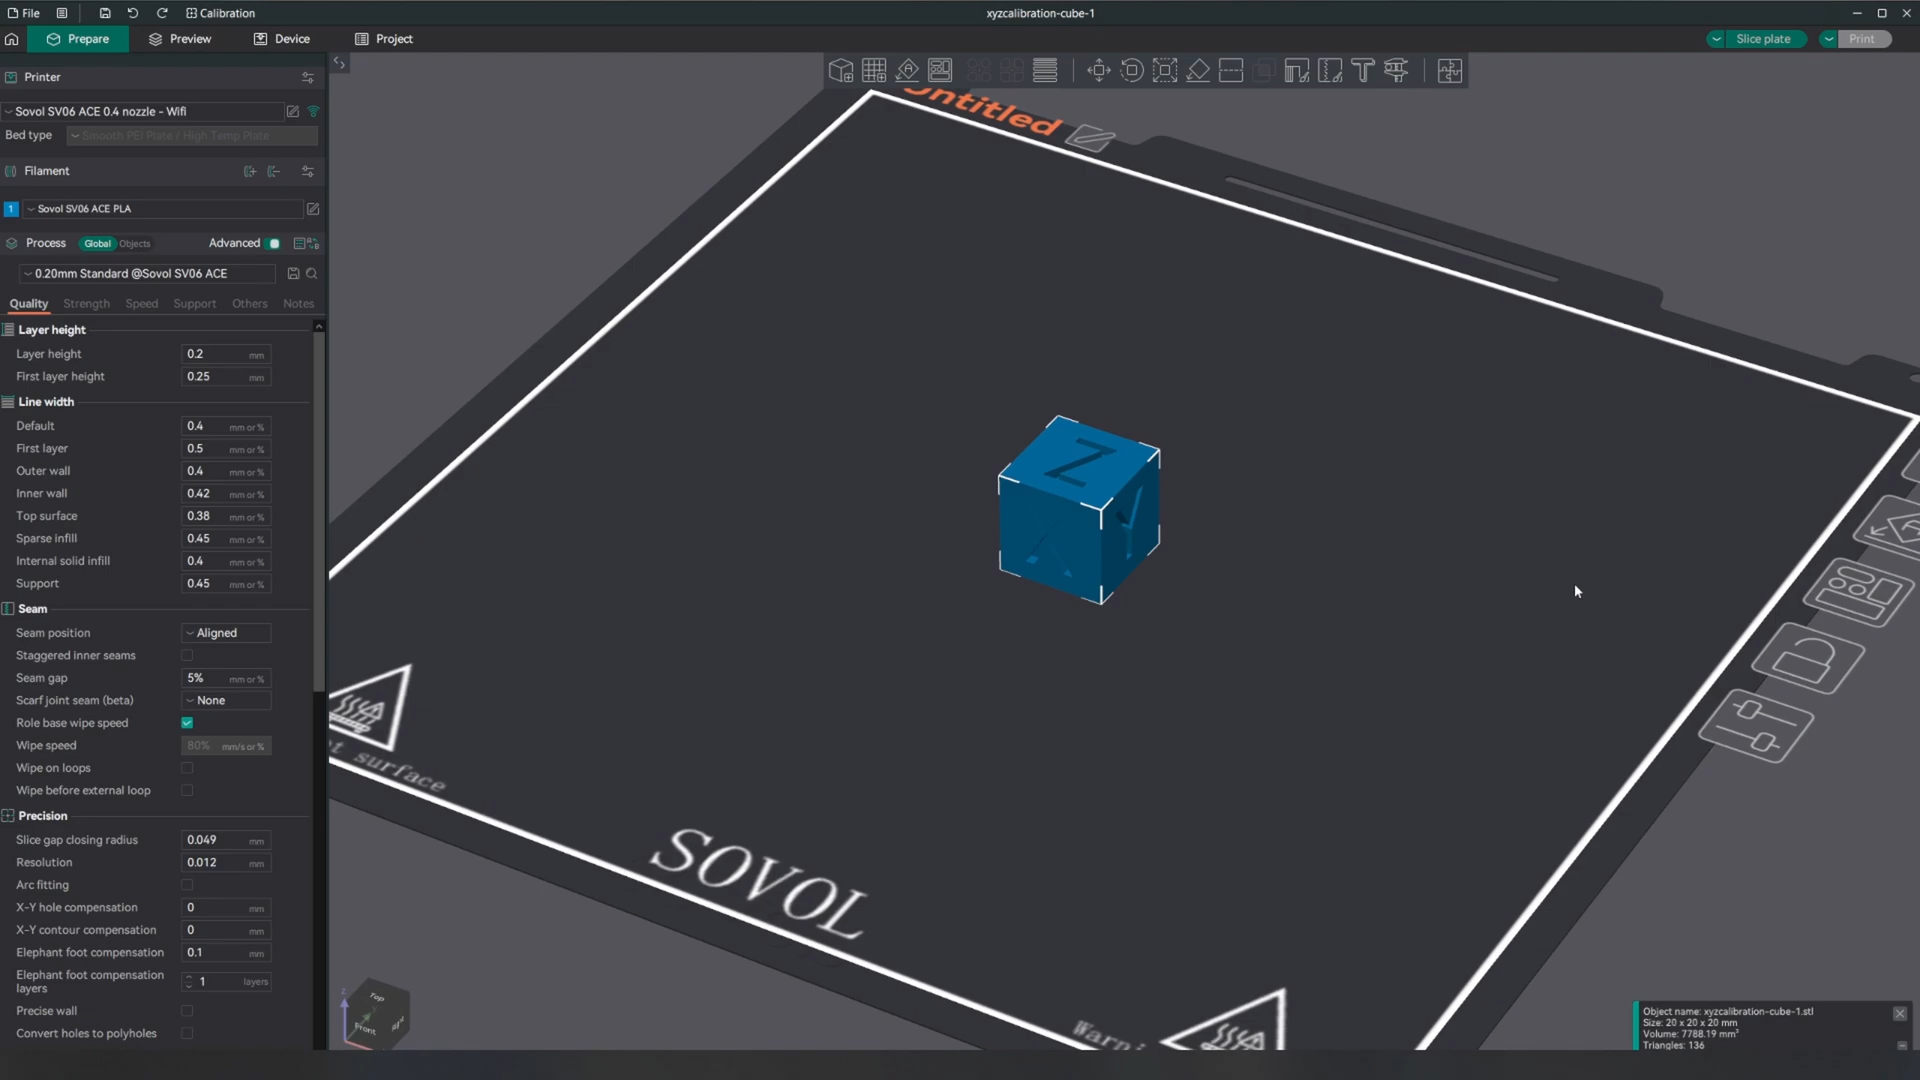 File
Calibration
xyzcalibration-cube-1
Prepare
Preview
Device
Project
Slice plate
Print
Printer
Sovol SV06 ACE 0.4 nozzle - Wifi
Bed type
Smooth PEI Plate / High Temp Plate
Filament
1
Sovol SV06 ACE PLA
Process
Global
Objects
Advanced
0.20mm Standard @Sovol SV06 ACE
Quality
Strength
Speed
Support
Others
Notes
Layer height
Layer height 0.2 mm
First layer height 0.25 mm
Line width
Default 0.4 mm or %
First layer 0.5 mm or %
Outer wall 0.4 mm or %
Inner wall 0.42 mm or %
Top surface 0.38 mm or %
Sparse infill 0.45 mm or %
Internal solid infill 0.4 mm or %
Support 0.45 mm or %
Seam
Seam position Aligned
Staggered inner seams
Seam gap 5% mm or %
Scarf joint seam (beta) None
Role base wipe speed
Wipe speed 80% mm/s or %
Wipe on loops
Wipe before external loop
Precision
Slice gap closing radius 0.049 mm
Resolution 0.012 mm
Arc fitting
X-Y hole compensation 0 mm
X-Y contour compensation 0 mm
Elephant foot compensation 0.1 mm
Elephant foot compensation
layers 1 layers
Precise wall
Convert holes to polyholes
Untitled
Z
X
Y
surface
SOVOL
Top
Front
Z
Object name: xyzcalibration-cube-1.stl
Size: 20 x 20 x 20 mm
Volume: 7788.19 mm³
Triangles: 136